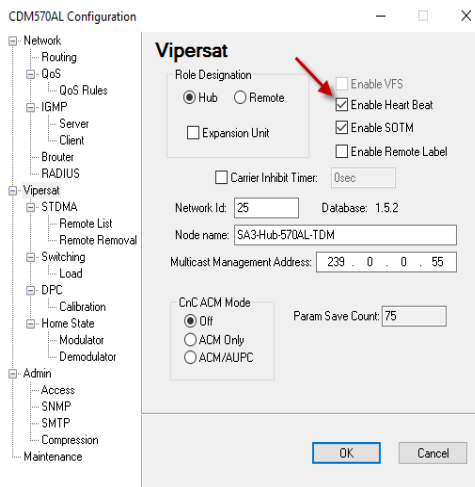 CDM570AL Configuration
Network
Routing
QoS
QoS Rules
IGMP
Server
Client
Brouter
RADIUS
Vipersat
STDMA
Remote List
Remote Removal
Switching
Load
DPC
Calibration
Home State
Modulator
Demodulator
Admin
Access
SNMP
SMTP
Compression
Maintenance
Vipersat
Role Designation
Hub Remote
Expansion Unit
Enable VFS
Enable Heart Beat
Enable SOTM
Enable Remote Label
Carrier Inhibit Timer: 0sec
Network Id: 25 Database: 1.5.2
Node name: SA3-Hub-570AL-TDM
Multicast Management Address: 239 . 0 . 0 . 55
CnC ACM Mode
Off
ACM Only
ACM/AUPC
Param Save Count: 75
OK Cancel